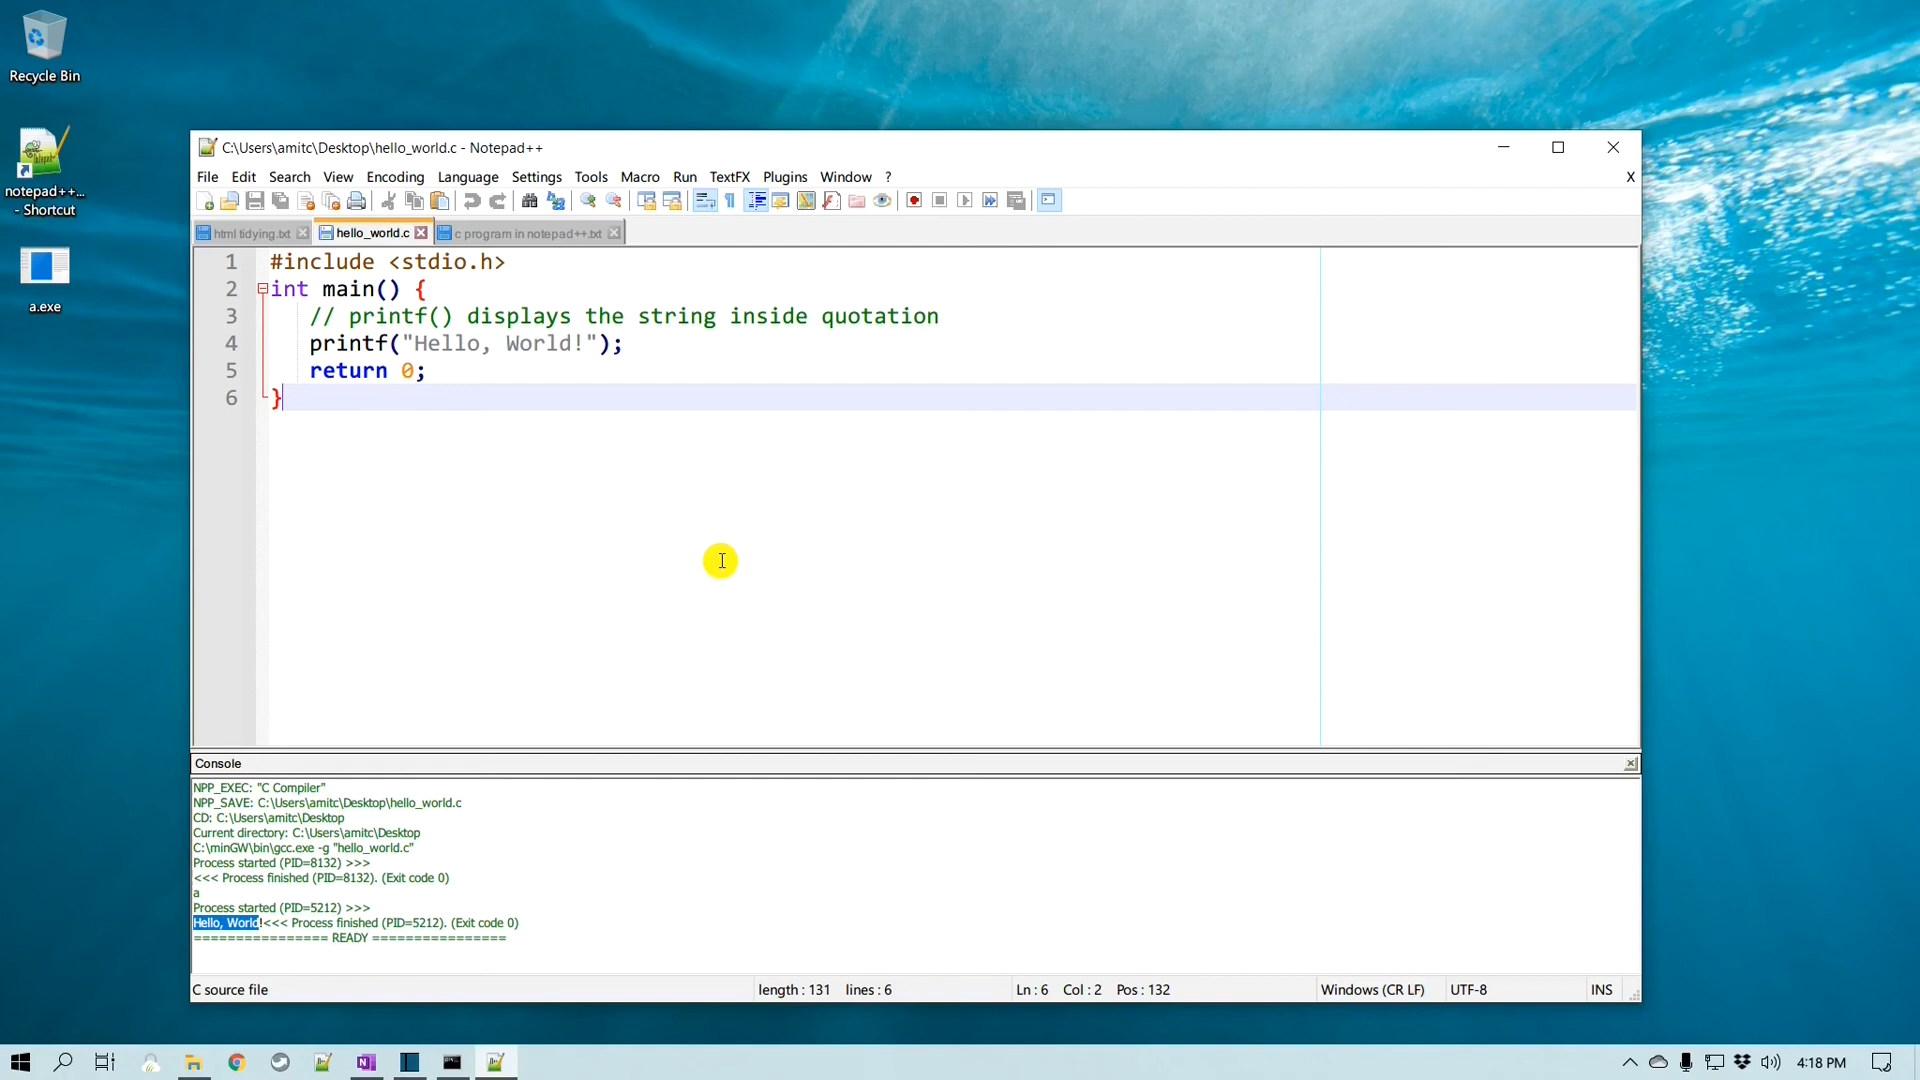 Recycle Bin
notepad++...
- Shortcut
a.exe
C:\Users\amitc\Desktop\hello_world.c - Notepad++
File Edit Search View Encoding Language Settings Tools Macro Run TextFX Plugins Window ? X
html tidying.txt hello_world.c c program in notepad++.txt
1 #include <stdio.h>
2 int main() {
3 // printf() displays the string inside quotation
4 printf("Hello, World!");
5 return 0;
6 }
Console
NPP_EXEC: "C Compiler"
NPP_SAVE: C:\Users\amitc\Desktop\hello_world.c
CD: C:\Users\amitc\Desktop
Current directory: C:\Users\amitc\Desktop
C:\minGW\bin\gcc.exe -g "hello_world.c"
Process started (PID=8132) >>>
<<< Process finished (PID=8132). (Exit code 0)
a
Process started (PID=5212) >>>
Hello, World!<<< Process finished (PID=5212). (Exit code 0)
================ READY ================
C source file length : 131 lines : 6 Ln : 6 Col : 2 Pos : 132 Windows (CR LF) UTF-8 INS
4:18 PM